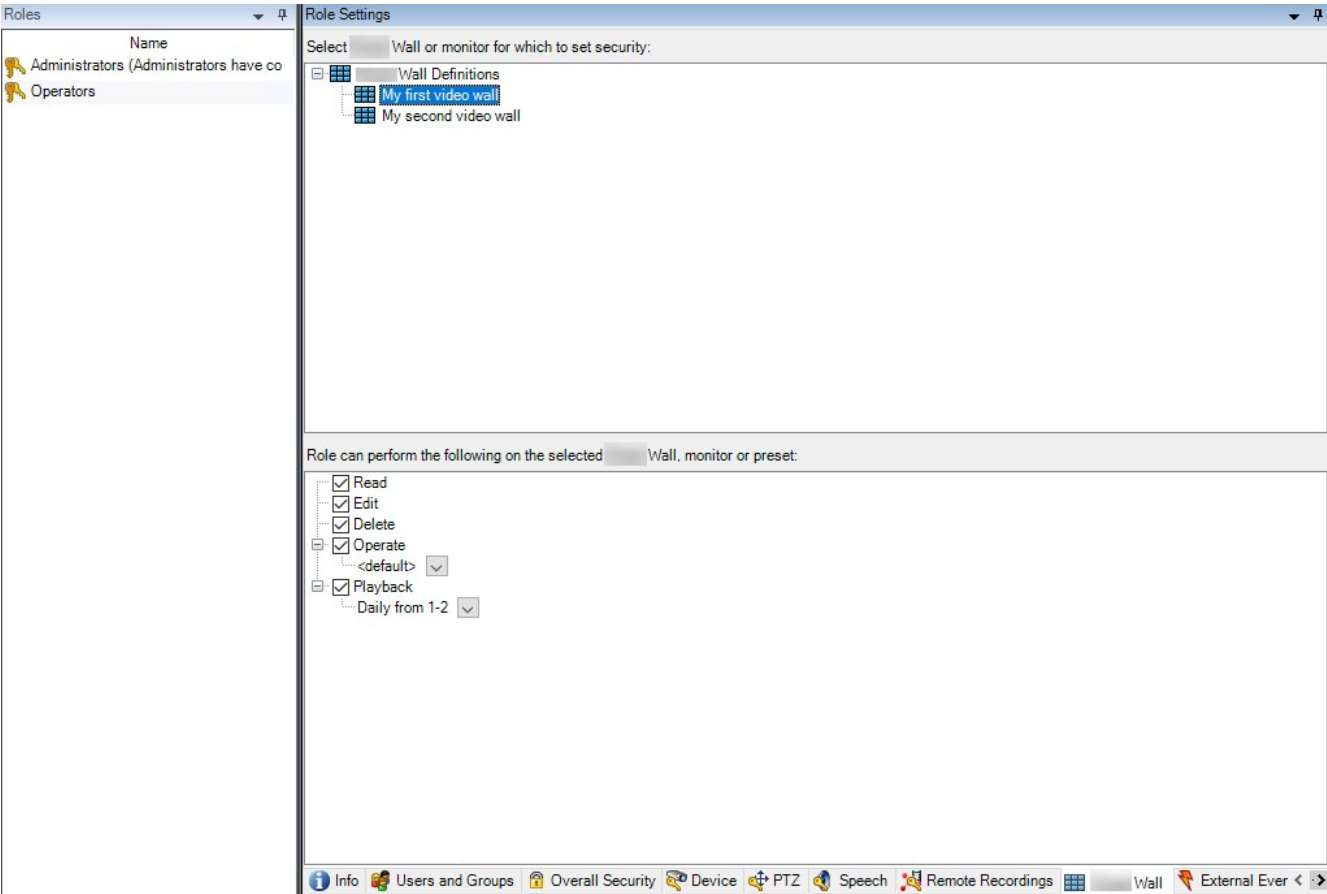 Roles
Name
Administrators (Administrators have co
Operators
Role Settings
Select Wall or monitor for which to set security:
Wall Definitions
My first video wall
My second video wall
Role can perform the following on the selected Wall, monitor or preset:
Read
Edit
Delete
Operate
<default>
Playback
Daily from 1-2
Info Users and Groups Overall Security Device PTZ Speech Remote Recordings Wall External Ever